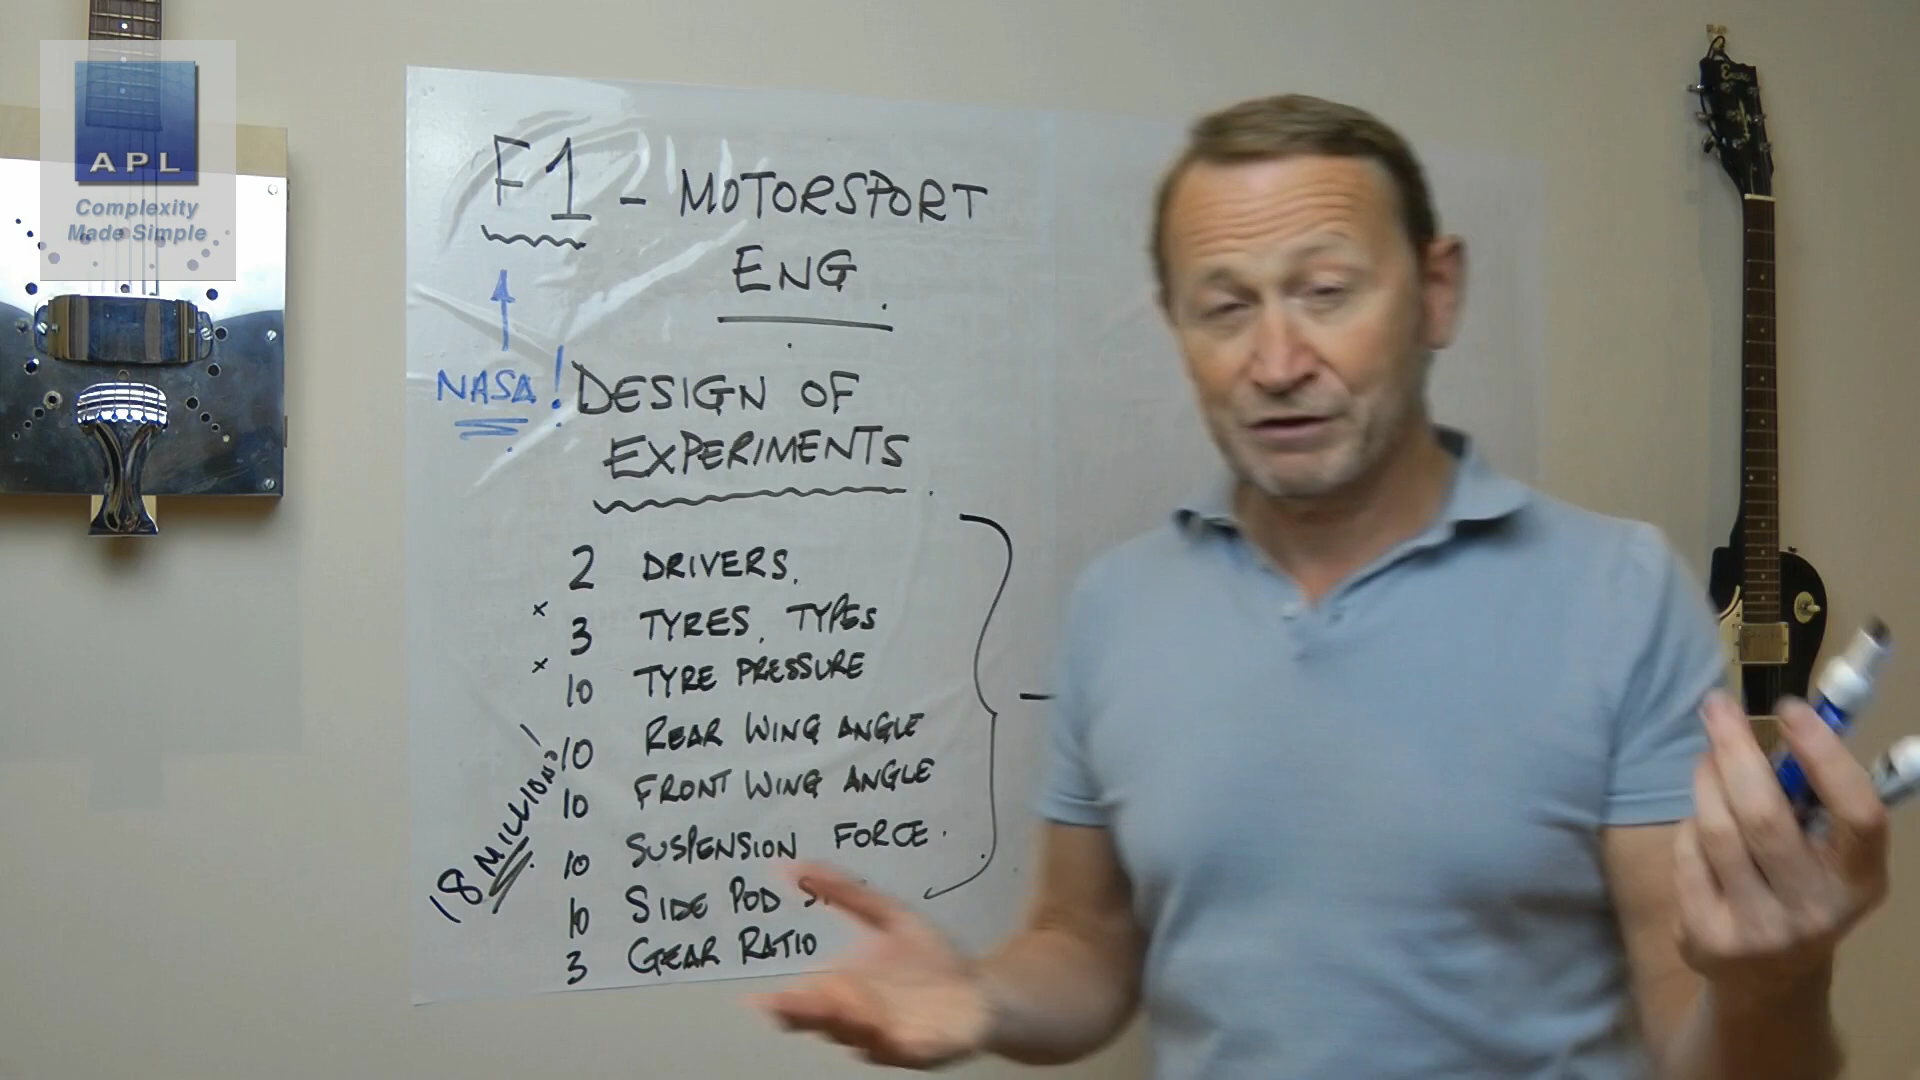 APL
Complexity
Made Simple
F1 - MOTORSPORT
ENG.
NASA!
DESIGN OF
EXPERIMENTS
2 DRIVERS.
x
3 TYRES. TYPES
x
10 TYRE PRESSURE
10 REAR WING ANGLE
10 FRONT WING ANGLE
10 SUSPENSION FORCE.
10 SIDE POD
3 GEAR RATIO
18 MILLION!